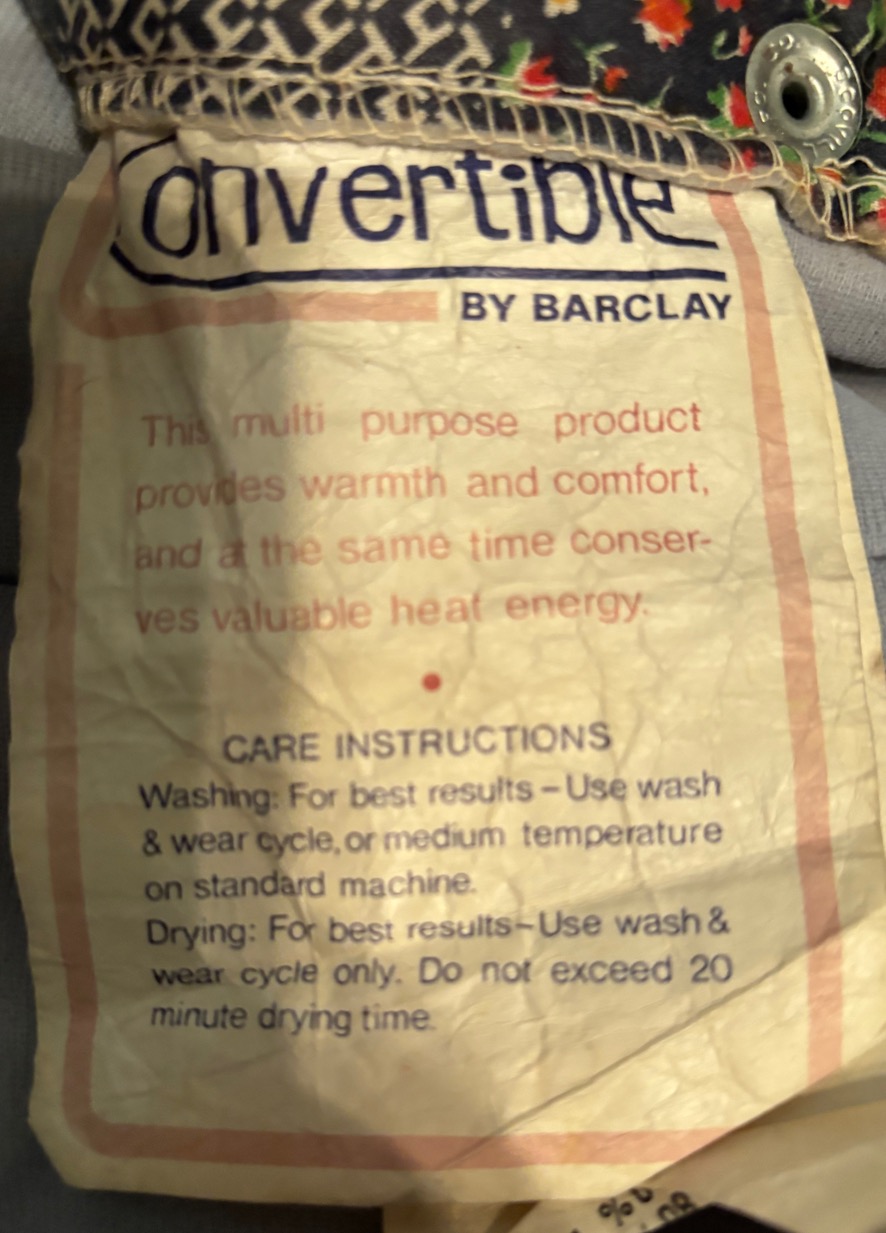 Convertible
BY BARCLAY
This multi purpose product
provides warmth and comfort,
and at the same time conser-
ves valuable heat energy.
CARE INSTRUCTIONS
Washing: For best results – Use wash
& wear cycle, or medium temperature
on standard machine.
Drying: For best results – Use wash &
wear cycle only. Do not exceed 20
minute drying time.